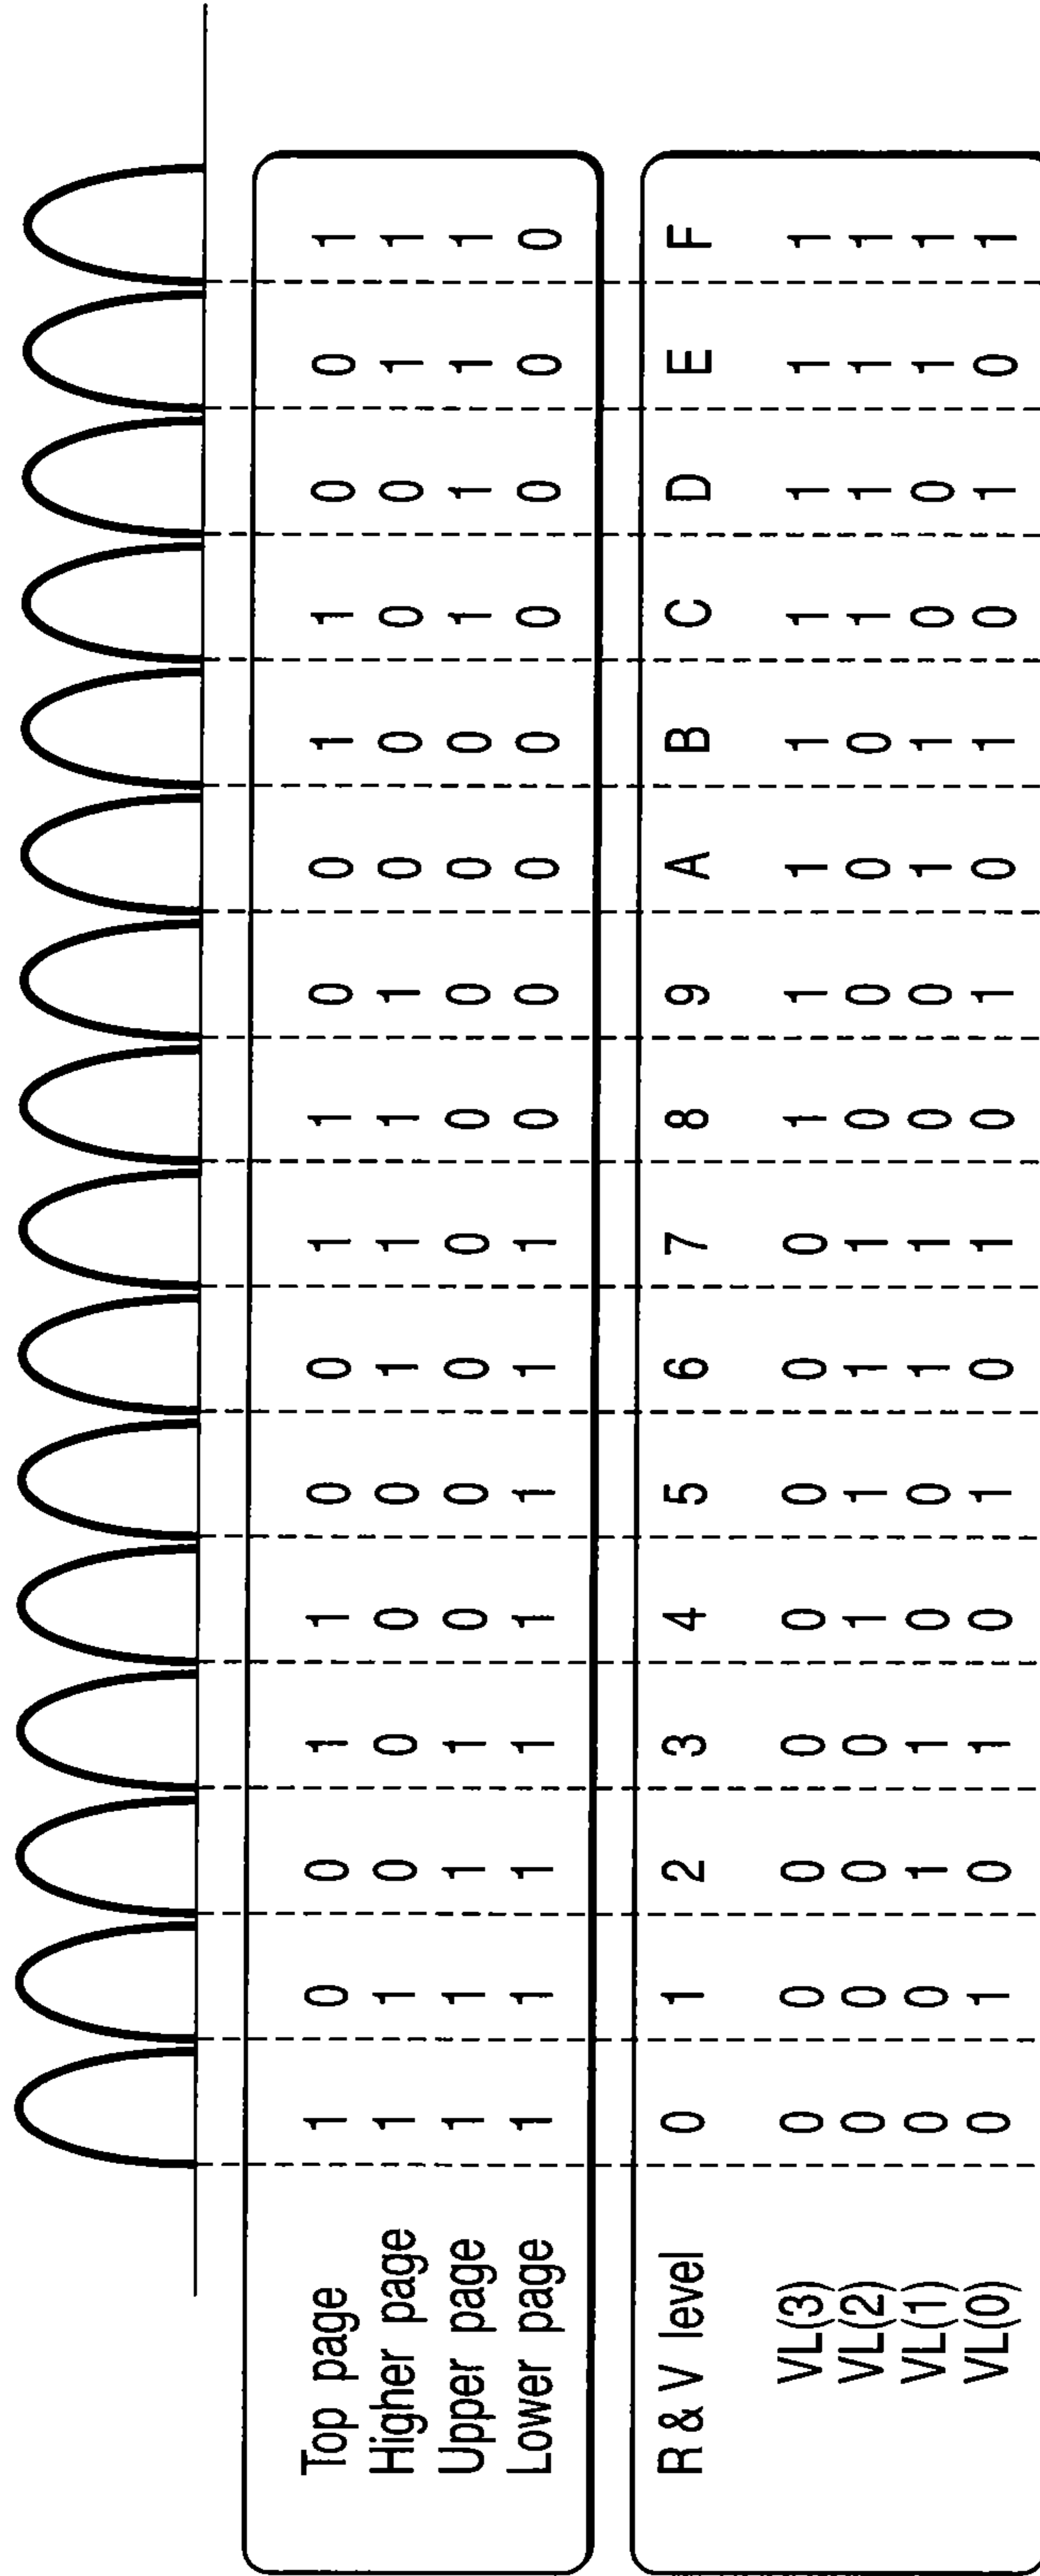 Top page 1 0 0 1 1 0 0 1 1 0 0 1 1 0 0 1
Higher page 1 1 0 0 0 0 1 1 1 1 0 0 0 0 1 1
Upper page 1 1 1 1 0 0 0 0 0 0 0 0 1 1 1 1
Lower page 1 1 1 1 1 1 1 1 0 0 0 0 0 0 0 0
R & V level 0 1 2 3 4 5 6 7 8 9 A B C D E F
VL(3) 0 0 0 0 0 0 0 0 1 1 1 1 1 1 1 1
VL(2) 0 0 0 0 1 1 1 1 0 0 0 0 1 1 1 1
VL(1) 0 0 1 1 0 0 1 1 0 0 1 1 0 0 1 1
VL(0) 0 1 0 1 0 1 0 1 0 1 0 1 0 1 0 1